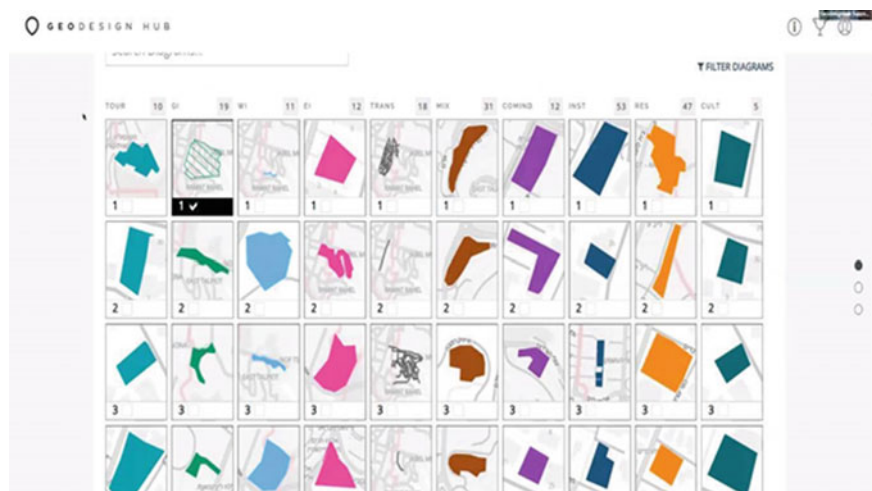 GEODESIGN HUB
Search Diagrams...
FILTER DIAGRAMS
TOUR 10 GI 19 WI 11 EI 12 TRANS 18 MIX 31 COMIND 12 INST 53 RES 47 CULT 5
1 1 1 1 1 1 1 1 1 1
2 2 2 2 2 2 2 2 2 2
3 3 3 3 3 3 3 3 3 3